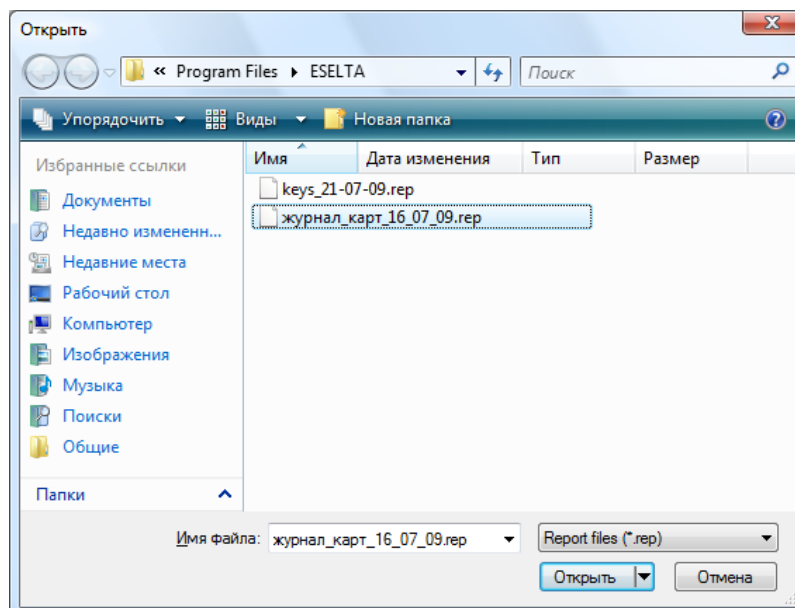 Открыть
« Program Files ▸ ESELTA
Поиск
Упорядочить Виды Новая папка
Избранные ссылки
Имя Дата изменения Тип Размер
Документы
keys_21-07-09.rep
Недавно измененн...
журнал_карт_16_07_09.rep
Недавние места
Рабочий стол
Компьютер
Изображения
Музыка
Поиски
Общие
Папки
Имя файла: журнал_карт_16_07_09.rep
Report files (*.rep)
Открыть Отмена